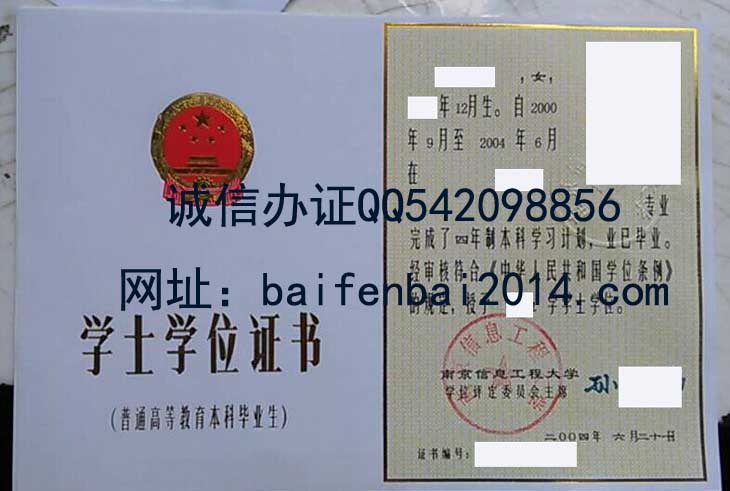 学士学位证书
(普通高等教育本科毕业生)
，女，
年12月生。自2000
年9月至 2004 年6月
在
专业
完成了四年制本科学习计划，业已毕业。
经审核符合《中华人民共和国学位条例》
的规定，授予 学学士学位。
南京信息工程大学
学位评定委员会主席
孙
二〇〇四年 六月二十一日
证书编号：
诚信办证QQ542098856
网址：baifenbai2014.com